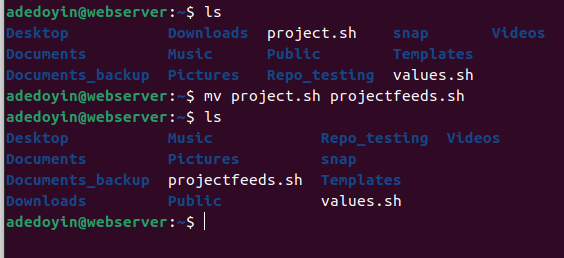 adedoyin@webserver:~$ ls
Desktop Downloads project.sh snap Videos
Documents Music Public Templates
Documents_backup Pictures Repo_testing values.sh
adedoyin@webserver:~$ mv project.sh projectfeeds.sh
adedoyin@webserver:~$ ls
Desktop Music Repo_testing Videos
Documents Pictures snap
Documents_backup projectfeeds.sh Templates
Downloads Public values.sh
adedoyin@webserver:~$